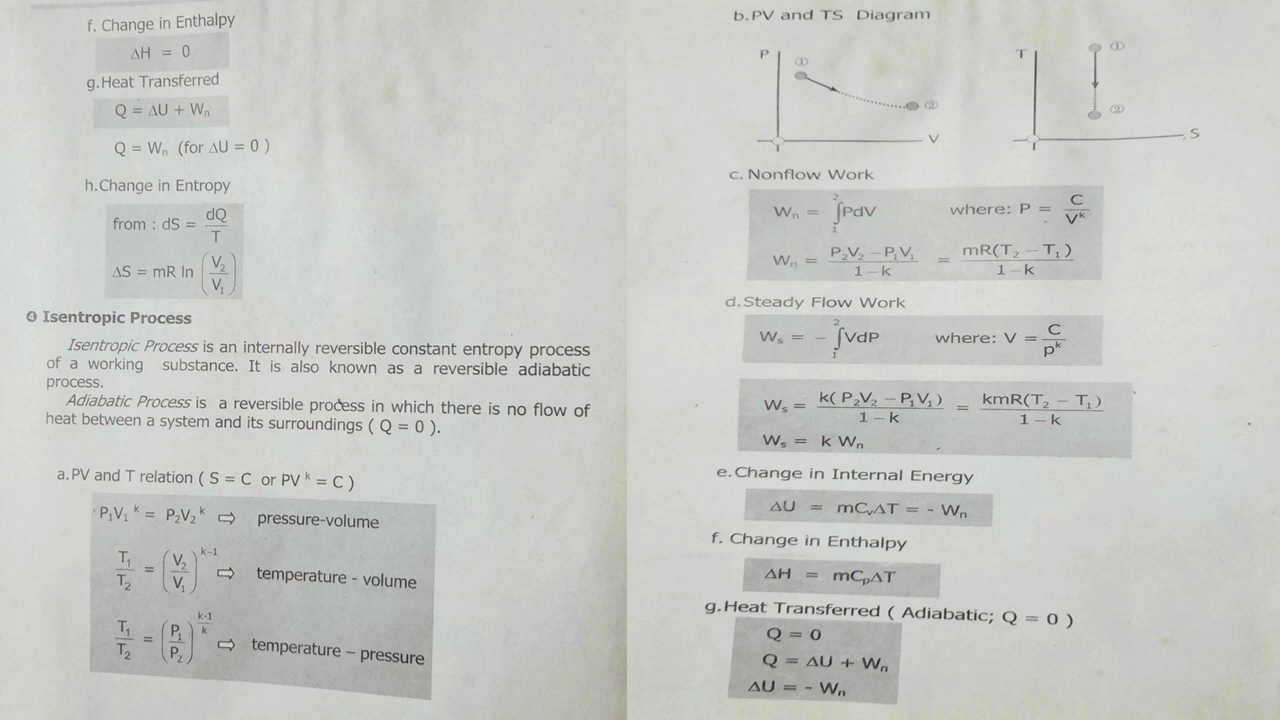 f. Change in Enthalpy
ΔH = 0
g.Heat Transferred
Q = ΔU + Wₙ
Q = Wₙ (for ΔU = 0 )
h.Change in Entropy
from : dS = dQ/T
ΔS = mR ln (V₂/V₁)
❹ Isentropic Process
Isentropic Process is an internally reversible constant entropy process
of a working substance. It is also known as a reversible adiabatic
process.
Adiabatic Process is a reversible process in which there is no flow of
heat between a system and its surroundings ( Q = 0 ).
a.PV and T relation ( S = C or PV ᵏ = C )
P₁V₁ ᵏ = P₂V₂ ᵏ ⇨ pressure-volume
T₁/T₂ = (V₂/V₁)^(k–1) ⇨ temperature - volume
T₁/T₂ = (P₁/P₂)^((k-1)/k) ⇨ temperature – pressure
b.PV and TS Diagram
P ① ② V
T ① ② S
c. Nonflow Work
Wₙ = ∫₁² PdV where: P = C/Vᵏ
Wₙ = (P₂V₂ – P₁V₁)/(1 – k) = mR(T₂ – T₁)/(1 – k)
d.Steady Flow Work
Wₛ = – ∫₁² VdP where: V = C/pᵏ
Wₛ = k( P₂V₂ – P₁V₁ )/(1 – k) = kmR(T₂ – T₁)/(1 – k)
Wₛ = k Wₙ
e.Change in Internal Energy
ΔU = mCᵥΔT = - Wₙ
f. Change in Enthalpy
ΔH = mCₚΔT
g.Heat Transferred ( Adiabatic; Q = 0 )
Q = 0
Q = ΔU + Wₙ
ΔU = - Wₙ